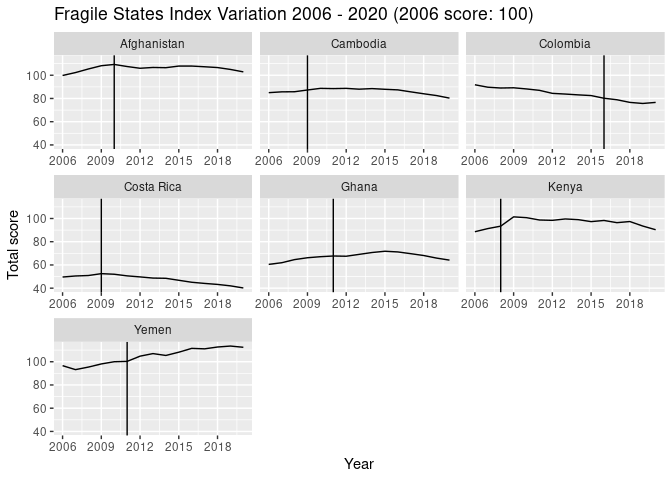 Fragile States Index Variation 2006 - 2020 (2006 score: 100)
Afghanistan Cambodia Colombia
100
80
60
40
2006 2009 2012 2015 2018 2006 2009 2012 2015 2018 2006 2009 2012 2015 2018
Costa Rica Ghana Kenya
Total score
100
80
60
40
2006 2009 2012 2015 2018 2006 2009 2012 2015 2018 2006 2009 2012 2015 2018
Yemen
100
80
60
40
2006 2009 2012 2015 2018
Year